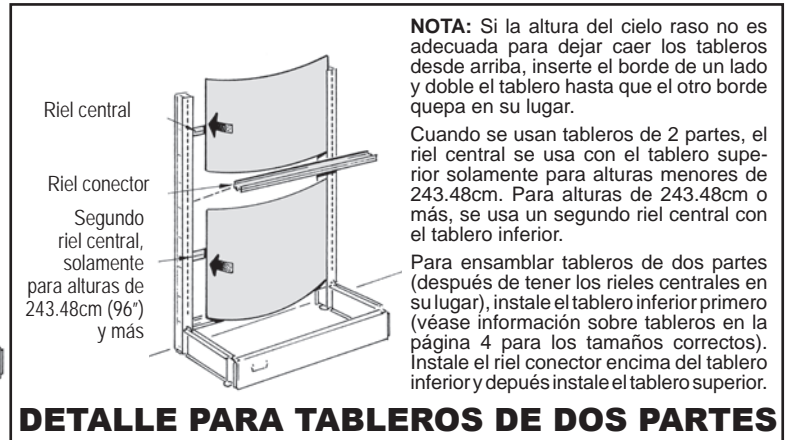 Riel central
Riel conector
Segundo
riel central,
solamente
para alturas de
243.48cm (96″)
y más
NOTA: Si la altura del cielo raso no es
adecuada para dejar caer los tableros
desde arriba, inserte el borde de un lado
y doble el tablero hasta que el otro borde
quepa en su lugar.
Cuando se usan tableros de 2 partes, el
riel central se usa con el tablero supe-
rior solamente para alturas menores de
243.48cm. Para alturas de 243.48cm o
más, se usa un segundo riel central con
el tablero inferior.
Para ensamblar tableros de dos partes
(después de tener los rieles centrales en
su lugar), instale el tablero inferior primero
(véase información sobre tableros en la
página 4 para los tamaños correctos).
Instale el riel conector encima del tablero
inferior y depués instale el tablero superior.
DETALLE PARA TABLEROS DE DOS PARTES